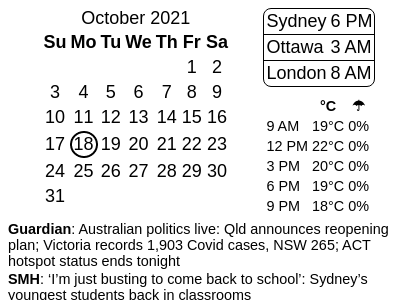 October 2021
Su Mo Tu We Th Fr Sa
1 2
3 4 5 6 7 8 9
10 11 12 13 14 15 16
17 18 19 20 21 22 23
24 25 26 27 28 29 30
31
Sydney 6 PM
Ottawa 3 AM
London 8 AM
°C ☂
9 AM 19°C 0%
12 PM 22°C 0%
3 PM 20°C 0%
6 PM 19°C 0%
9 PM 18°C 0%
Guardian: Australian politics live: Qld announces reopening
plan; Victoria records 1,903 Covid cases, NSW 265; ACT
hotspot status ends tonight
SMH: ‘I’m just busting to come back to school’: Sydney’s
youngest students back in classrooms